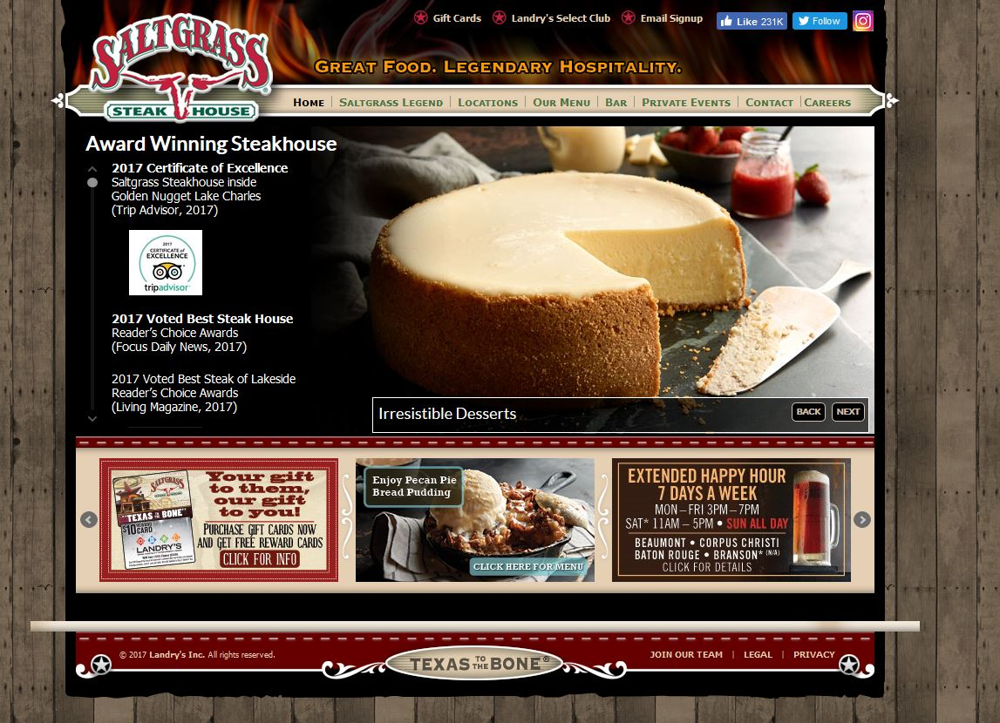 Gift Cards
Landry's Select Club
Email Signup
Like 231K
Follow
SALTGRASS
STEAK HOUSE
®
GREAT FOOD. LEGENDARY HOSPITALITY.
HOME
SALTGRASS LEGEND
LOCATIONS
OUR MENU
BAR
PRIVATE EVENTS
CONTACT
CAREERS
Award Winning Steakhouse
2017 Certificate of Excellence
Saltgrass Steakhouse inside
Golden Nugget Lake Charles
(Trip Advisor, 2017)
2017
CERTIFICATE of
EXCELLENCE
tripadvisor®
2017 Voted Best Steak House
Reader's Choice Awards
(Focus Daily News, 2017)
2017 Voted Best Steak of Lakeside
Reader's Choice Awards
(Living Magazine, 2017)
Irresistible Desserts
BACK
NEXT
SALTGRASS
"TEXAS to the BONE"
$10
CARD
LANDRY'S
Your gift
to them,
our gift
to you!
PURCHASE GIFT CARDS NOW
AND GET FREE REWARD CARDS
CLICK FOR INFO
Enjoy Pecan Pie
Bread Pudding
CLICK HERE FOR MENU
EXTENDED HAPPY HOUR
7 DAYS A WEEK
MON – FRI 3PM – 7PM
SAT* 11AM – 5PM • SUN ALL DAY
BEAUMONT • CORPUS CHRISTI
BATON ROUGE • BRANSON* (N/A)
CLICK FOR DETAILS
© 2017 Landry's Inc. All rights reserved.
TEXAS TO THE BONE®
JOIN OUR TEAM | LEGAL | PRIVACY